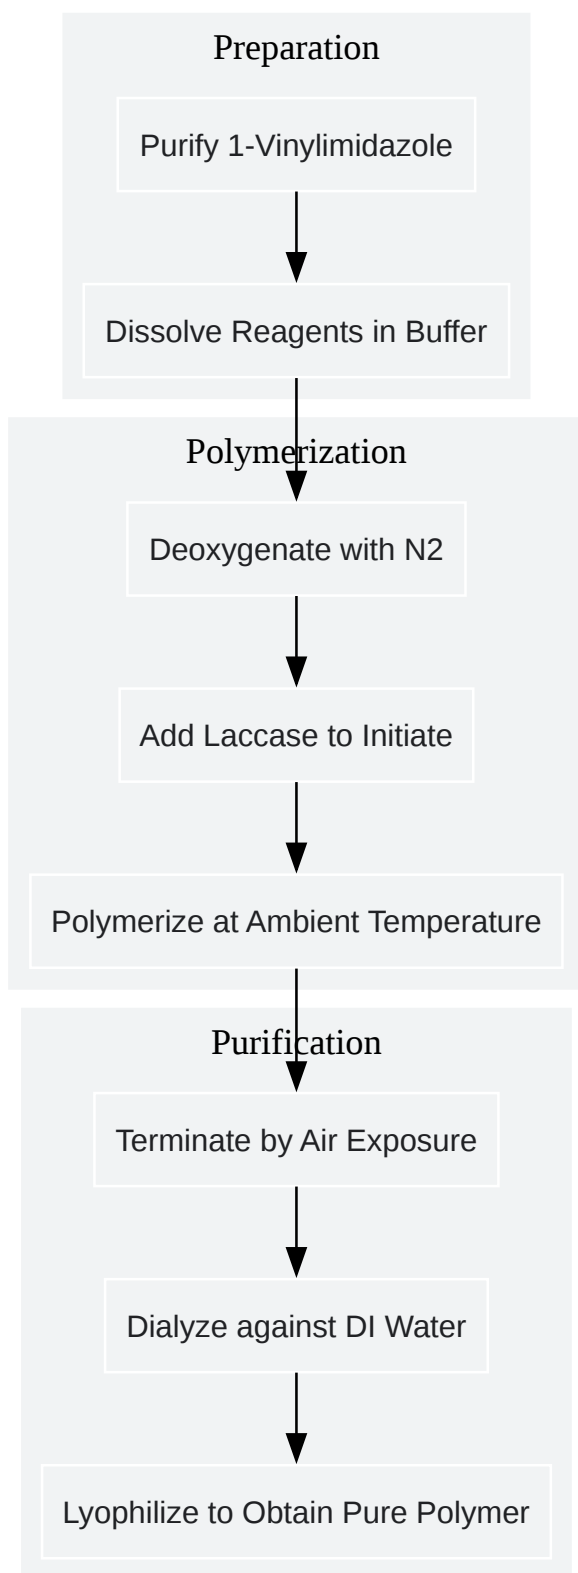 Preparation
Purify 1-Vinylimidazole
Dissolve Reagents in Buffer
Polymerization
Deoxygenate with N2
Add Laccase to Initiate
Polymerize at Ambient Temperature
Purification
Terminate by Air Exposure
Dialyze against DI Water
Lyophilize to Obtain Pure Polymer